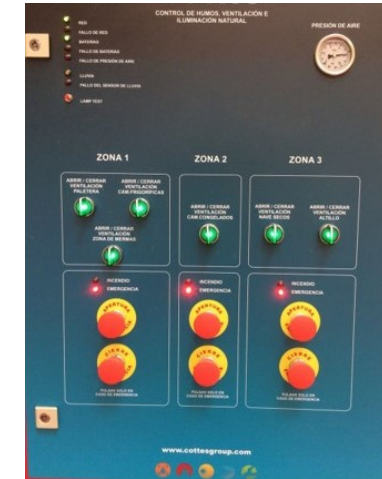 CONTROL DE HUMOS, VENTILACIÓN E
ILUMINACIÓN NATURAL
PRESIÓN DE AIRE
RED
FALLO DE RED
BATERIAS
FALLO DE BATERIAS
FALLO DE PRESIÓN DE AIRE
LLUVIA
FALLO DEL SENSOR DE LLUVIA
LAMP TEST
ZONA 1
ABRIR / CERRAR
VENTILACIÓN
PALETERA
ABRIR / CERRAR
VENTILACIÓN
CAM.FRIGORÍFICAS
ABRIR / CERRAR
VENTILACIÓN
ZONA DE MERMAS
INCENDIO
EMERGENCIA
APERTURA
CIERRE
PULSAR SOLO EN
CASO DE EMERGENCIA
ZONA 2
ABRIR / CERRAR
VENTILACIÓN
CAM.CONGELADOS
INCENDIO
EMERGENCIA
APERTURA
CIERRE
PULSAR SOLO EN
CASO DE EMERGENCIA
ZONA 3
ABRIR / CERRAR
VENTILACIÓN
NAVE SECOS
ABRIR / CERRAR
VENTILACIÓN
ALTILLO
INCENDIO
EMERGENCIA
APERTURA
CIERRE
PULSAR SOLO EN
CASO DE EMERGENCIA
www.cottesgroup.com